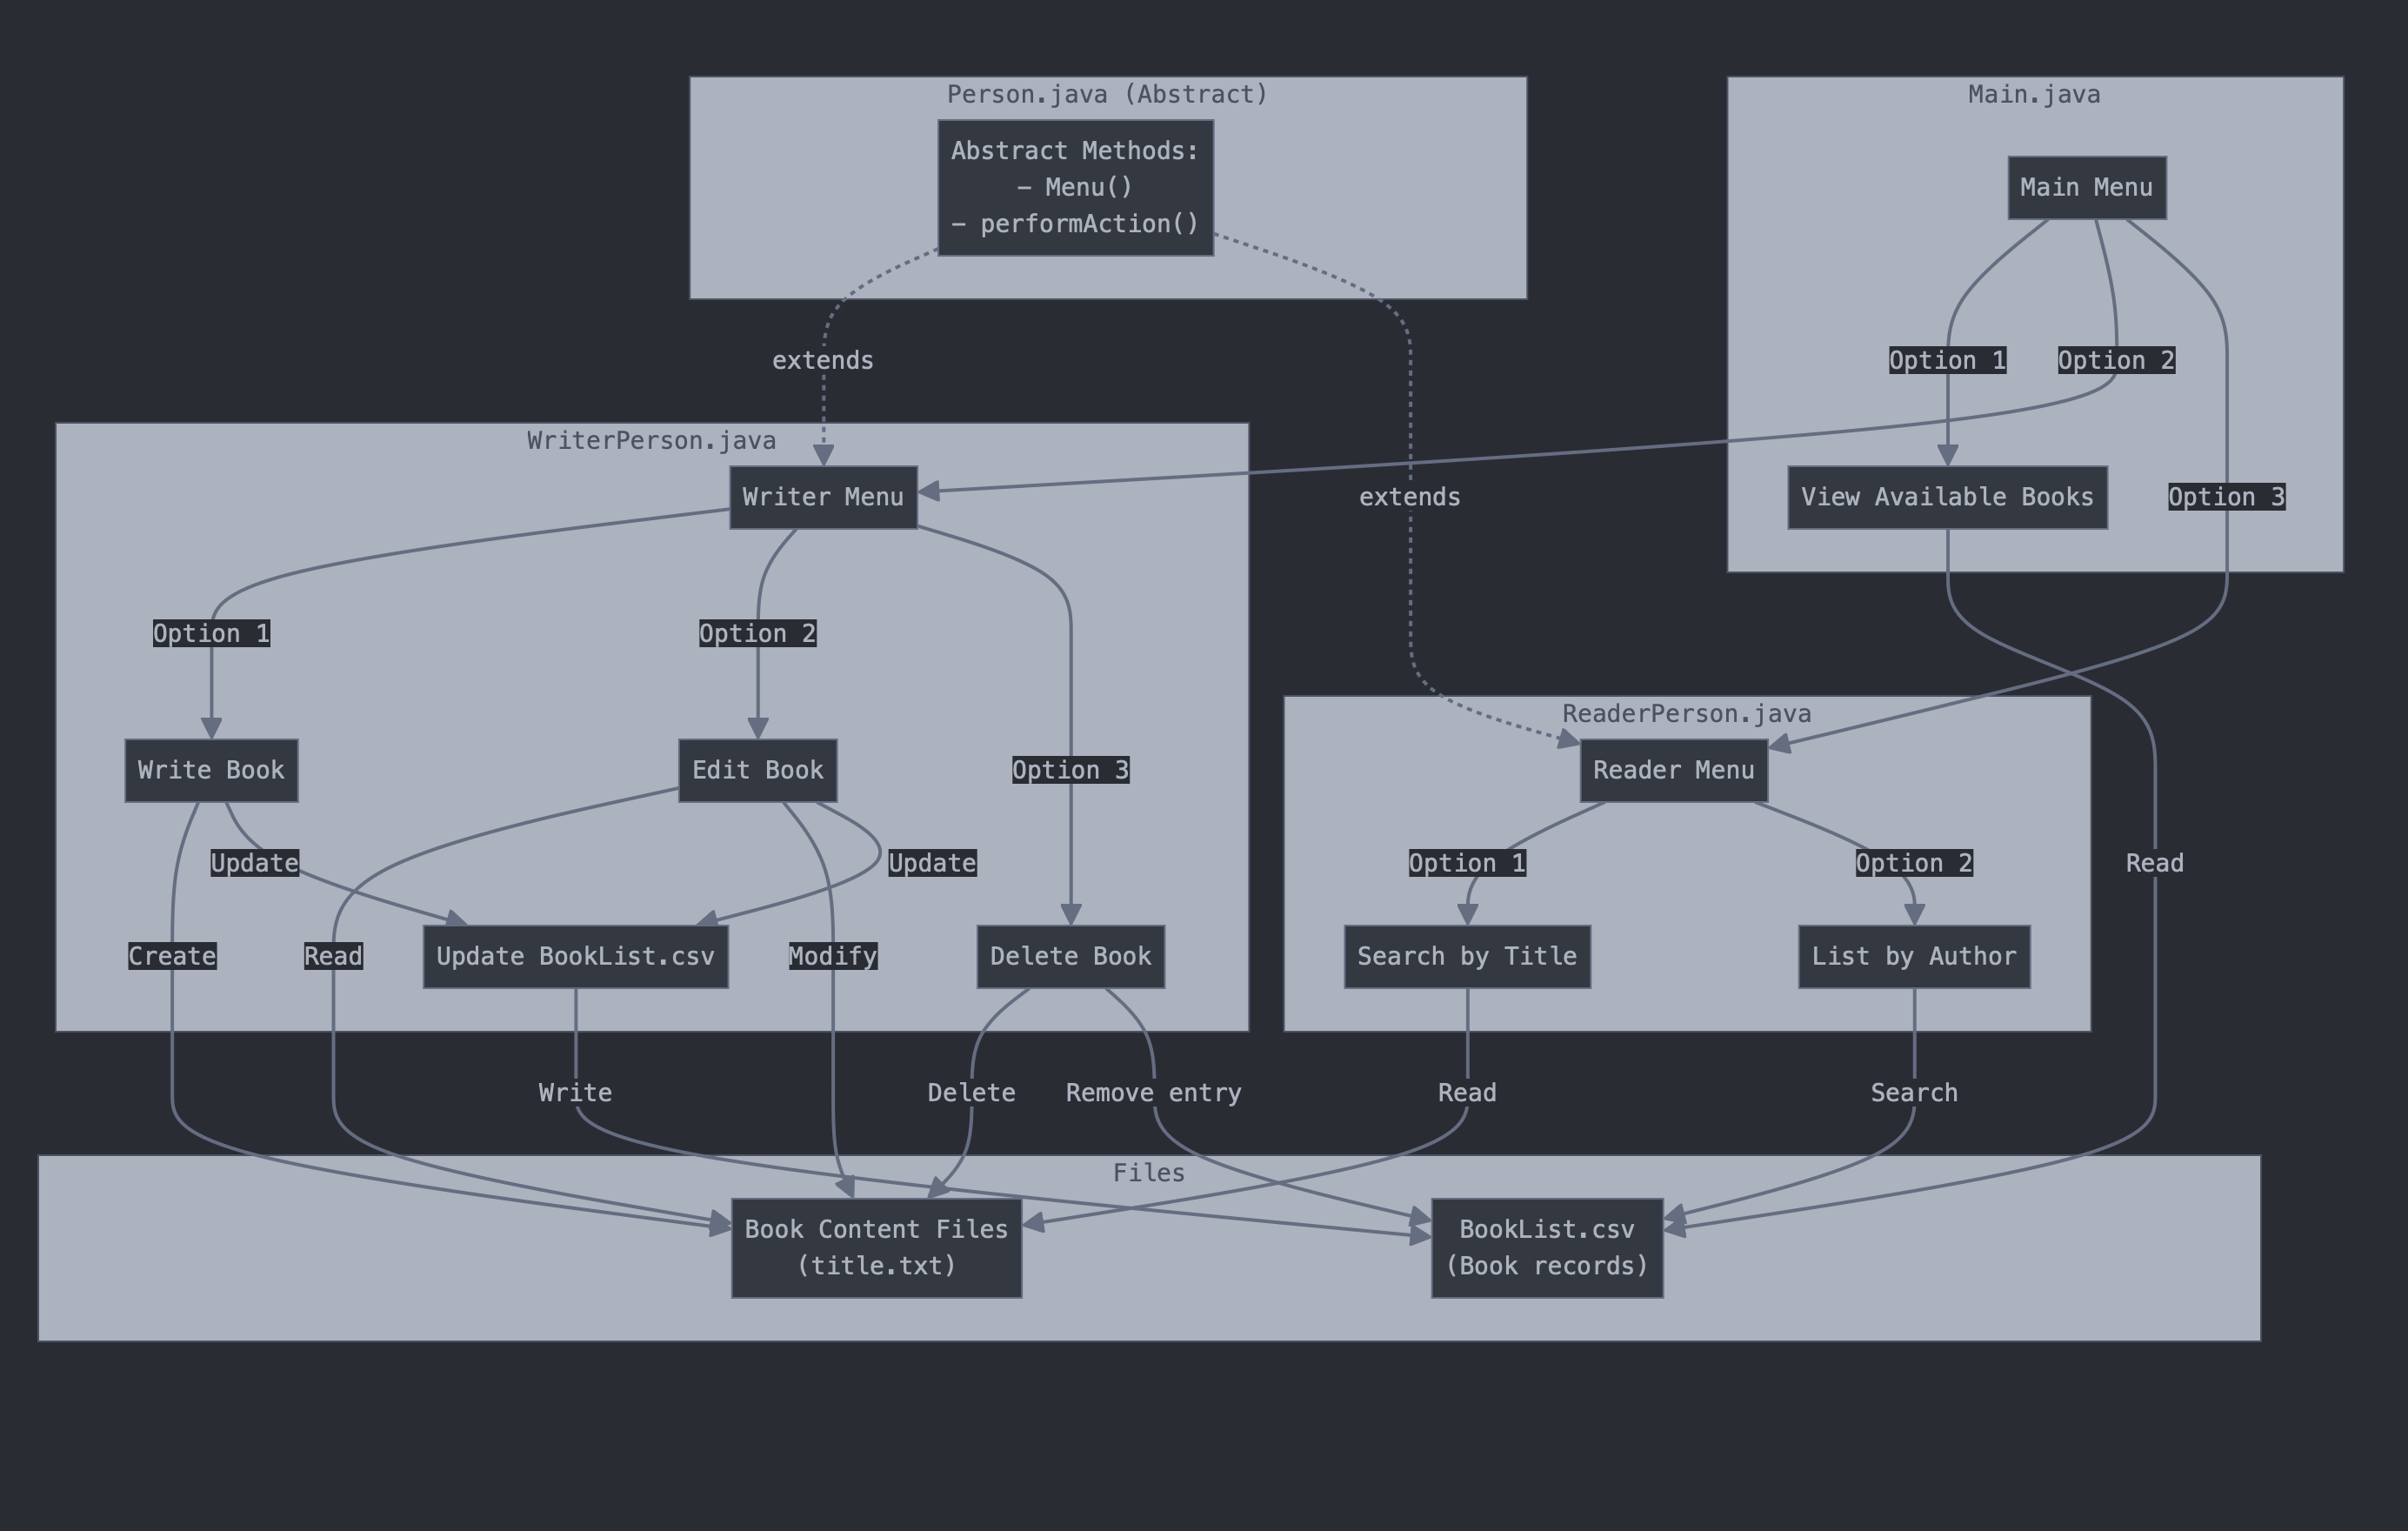 Person.java (Abstract)
Abstract Methods:
– Menu()
– performAction()
Main.java
Main Menu
extends
Option 1
Option 2
WriterPerson.java
Writer Menu
extends
View Available Books
Option 3
Option 1
Option 2
ReaderPerson.java
Write Book
Edit Book
Option 3
Reader Menu
Update
Update
Option 1
Option 2
Read
Create
Read
Update BookList.csv
Modify
Delete Book
Search by Title
List by Author
Write
Delete
Remove entry
Read
Search
Files
Book Content Files
(title.txt)
BookList.csv
(Book records)